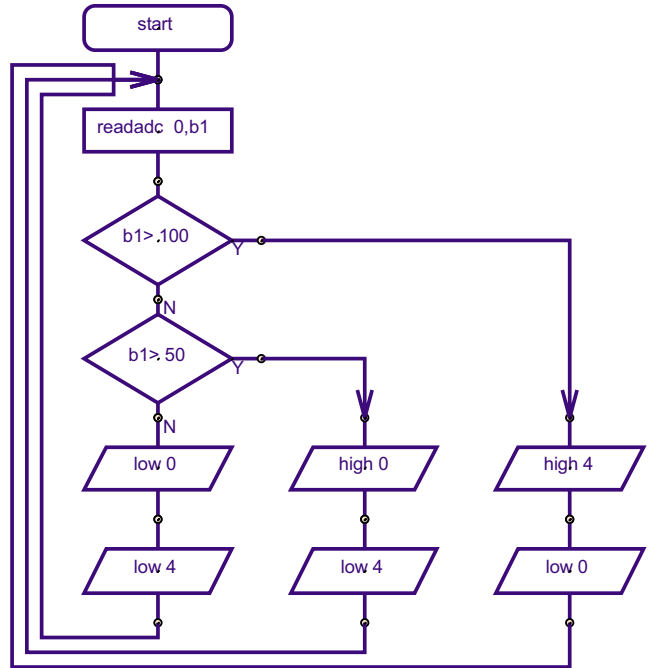 start
readadc 0,b1
b1> 100
Y
N
b1> 50
Y
N
low 0
high 0
high 4
low 4
low 4
low 0